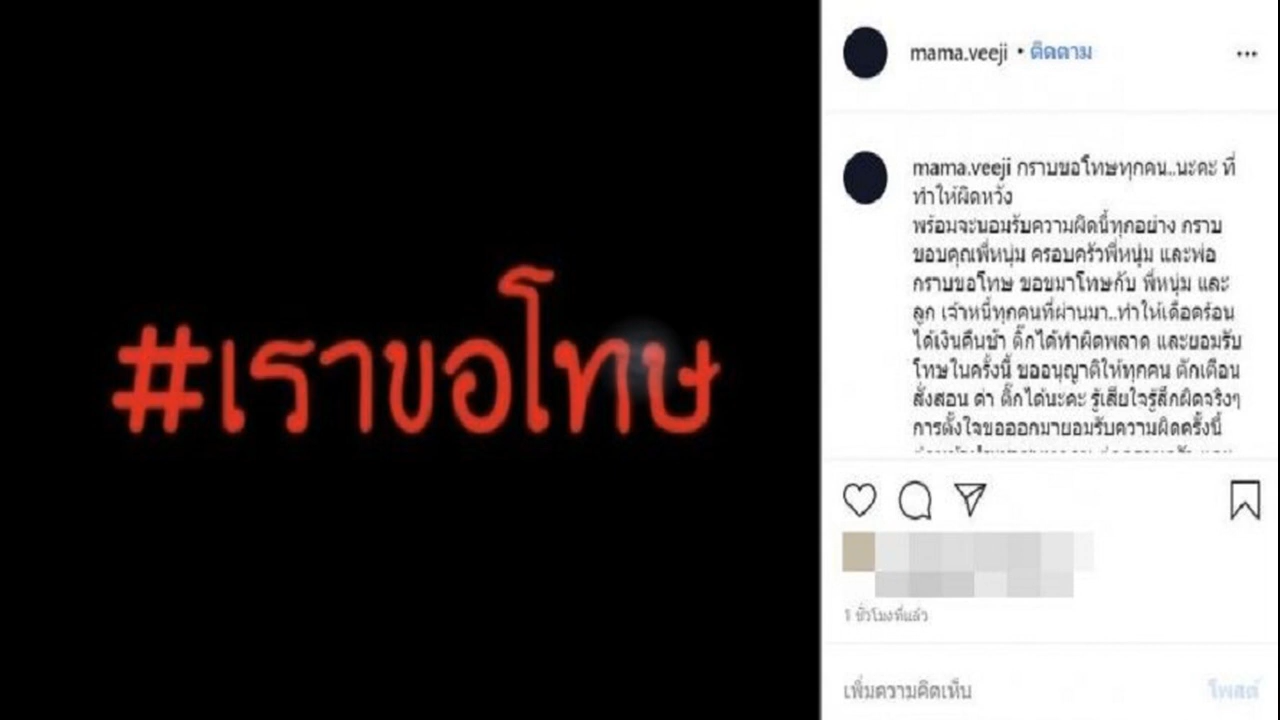 #เราขอโทษ
mama.veeji • ติดตาม
mama.veeji กราบขอโทษทุกคน..นะคะ ที่
ทำให้ผิดหวัง
พร้อมจะนอมรับความผิดนี้ทุกอย่าง กราบ
ขอบคุณพี่หนุ่ม ครอบครัวพี่หนุ่ม และพ่อ
กราบขอโทษ ขอขมาโทษกับ พี่หนุ่ม และ
ลูก เจ้าหนี้ทุกคนที่ผ่านมา..ทำให้เดือดร้อน
ได้เงินคืนช้า ติ๊กได้ทำผิดพลาด และยอมรับ
โทษในครั้งนี้ ขออนุญาติให้ทุกคน ตักเตือน
สั่งสอน ด่า ติ๊กได้นะคะ รู้เสียใจรู้สึกผิดจริงๆ
การตั้งใจขอออกมายอมรับความผิดครั้งนี้
1 ชั่วโมงที่แล้ว
เพิ่มความคิดเห็น
โพสต์